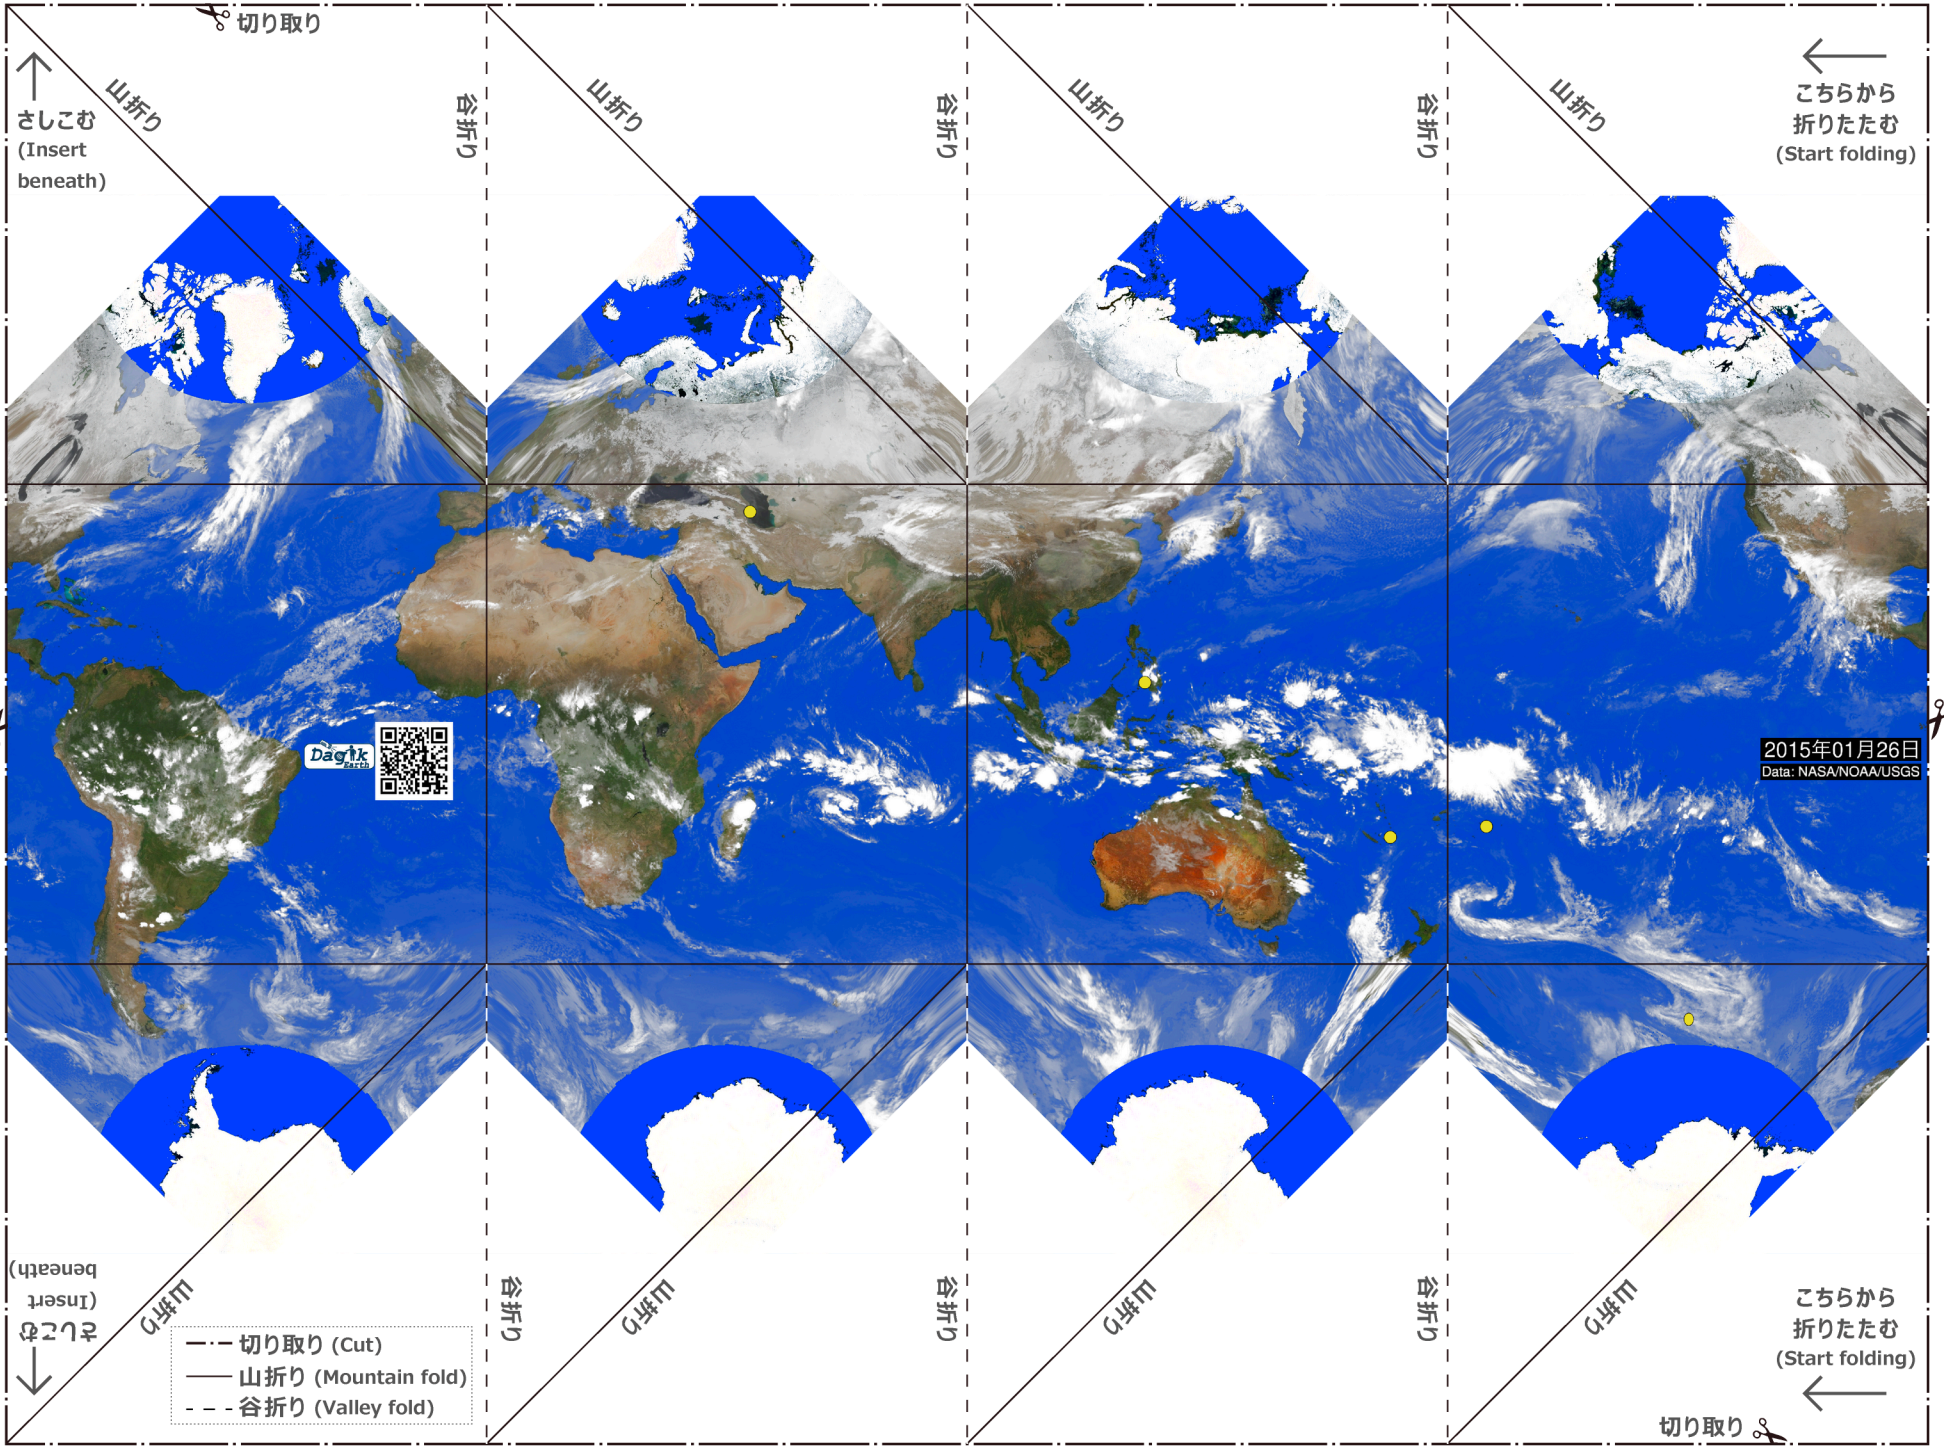 切り取り
山折り
谷折り
山折り
谷折り
山折り
谷折り
山折り
さしこむ
(Insert
beneath)
こちらから
折りたたむ
(Start folding)
Dagik
Earth
2015年01月26日
Data: NASA/NOAA/USGS
さしこむ
(Insert
beneath)
山折り
谷折り
山折り
谷折り
山折り
谷折り
山折り
こちらから
折りたたむ
(Start folding)
切り取り (Cut)
山折り (Mountain fold)
谷折り (Valley fold)
切り取り